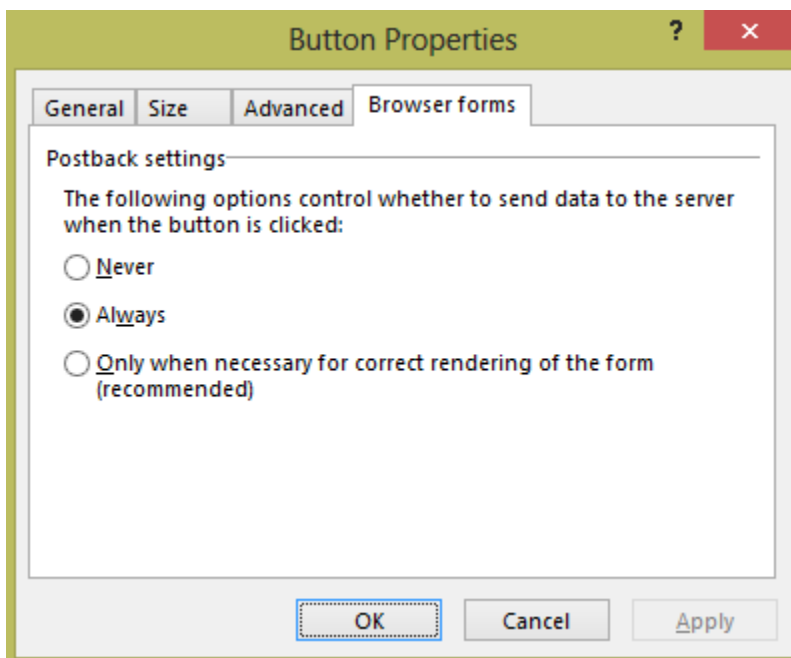 Button Properties
?
General Size Advanced Browser forms
Postback settings
The following options control whether to send data to the server
when the button is clicked:
Never
Always
Only when necessary for correct rendering of the form
(recommended)
OK Cancel Apply